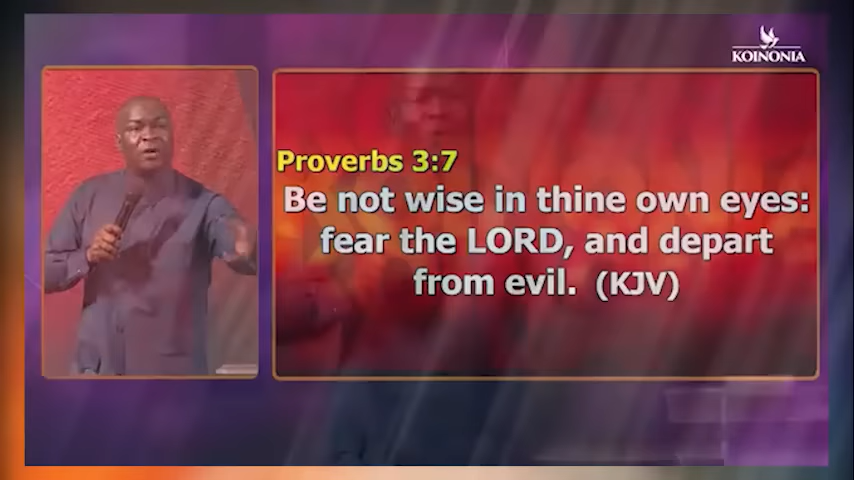 KOINONIA
Proverbs 3:7
Be not wise in thine own eyes:
fear the LORD, and depart
from evil. (KJV)